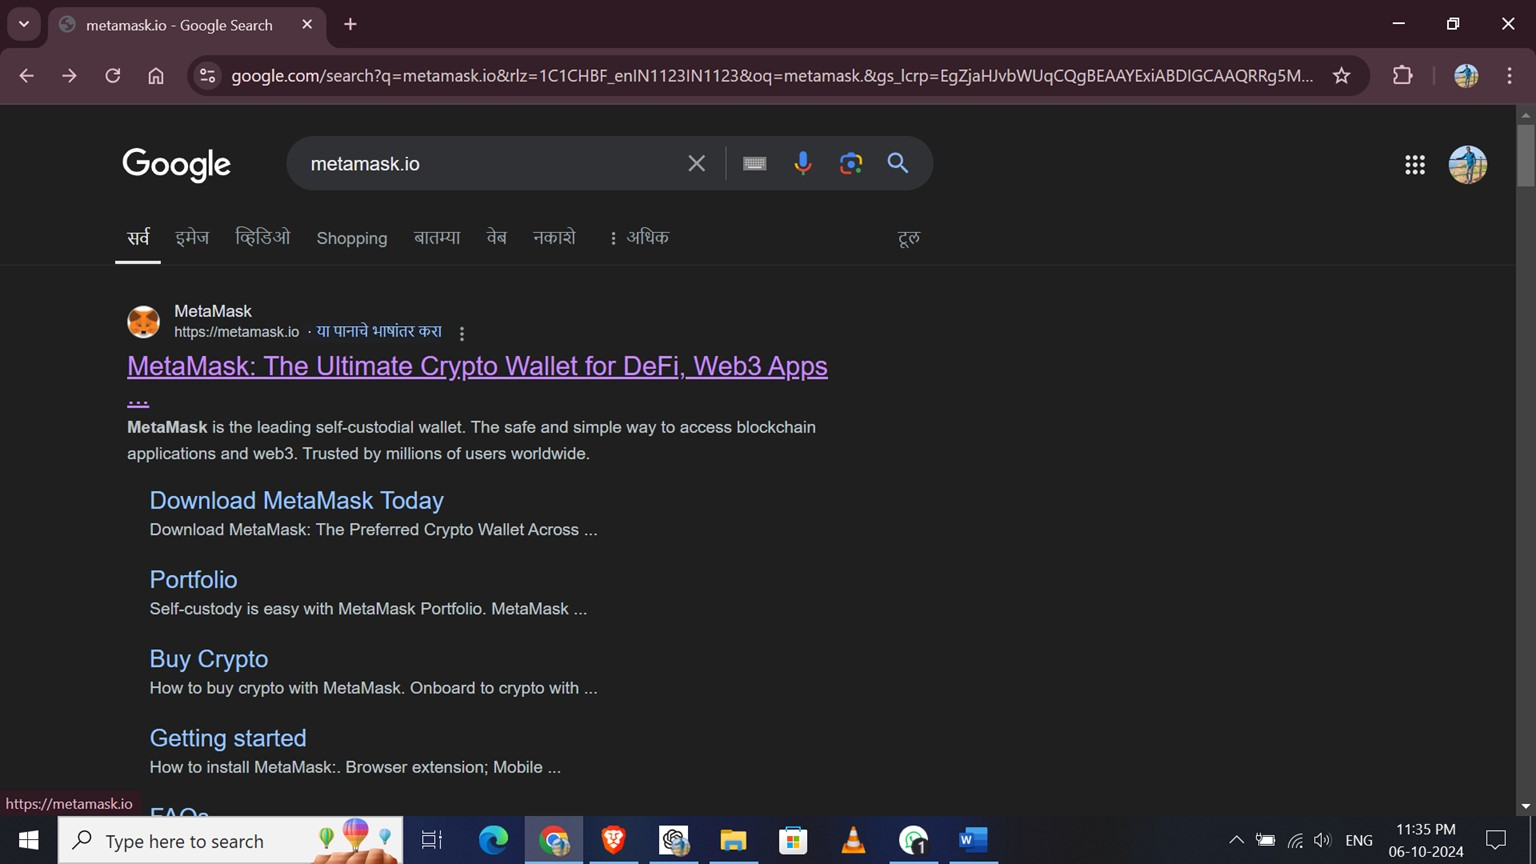 metamask.io - Google Search
google.com/search?q=metamask.io&rlz=1C1CHBF_enIN1123IN1123&oq=metamask.&gs_lcrp=EgZjaHJvbWUqCQgBEAAYExiABDIGCAAQRRg5M...
Google
metamask.io
सर्व इमेज व्हिडिओ Shopping बातम्या वेब नकाशे अधिक टूल
MetaMask
https://metamask.io · या पानाचे भाषांतर करा
MetaMask: The Ultimate Crypto Wallet for DeFi, Web3 Apps
...
MetaMask is the leading self-custodial wallet. The safe and simple way to access blockchain
applications and web3. Trusted by millions of users worldwide.
Download MetaMask Today
Download MetaMask: The Preferred Crypto Wallet Across ...
Portfolio
Self-custody is easy with MetaMask Portfolio. MetaMask ...
Buy Crypto
How to buy crypto with MetaMask. Onboard to crypto with ...
Getting started
How to install MetaMask:. Browser extension; Mobile ...
FAQs
https://metamask.io
Type here to search
1
W
ENG
11:35 PM
06-10-2024